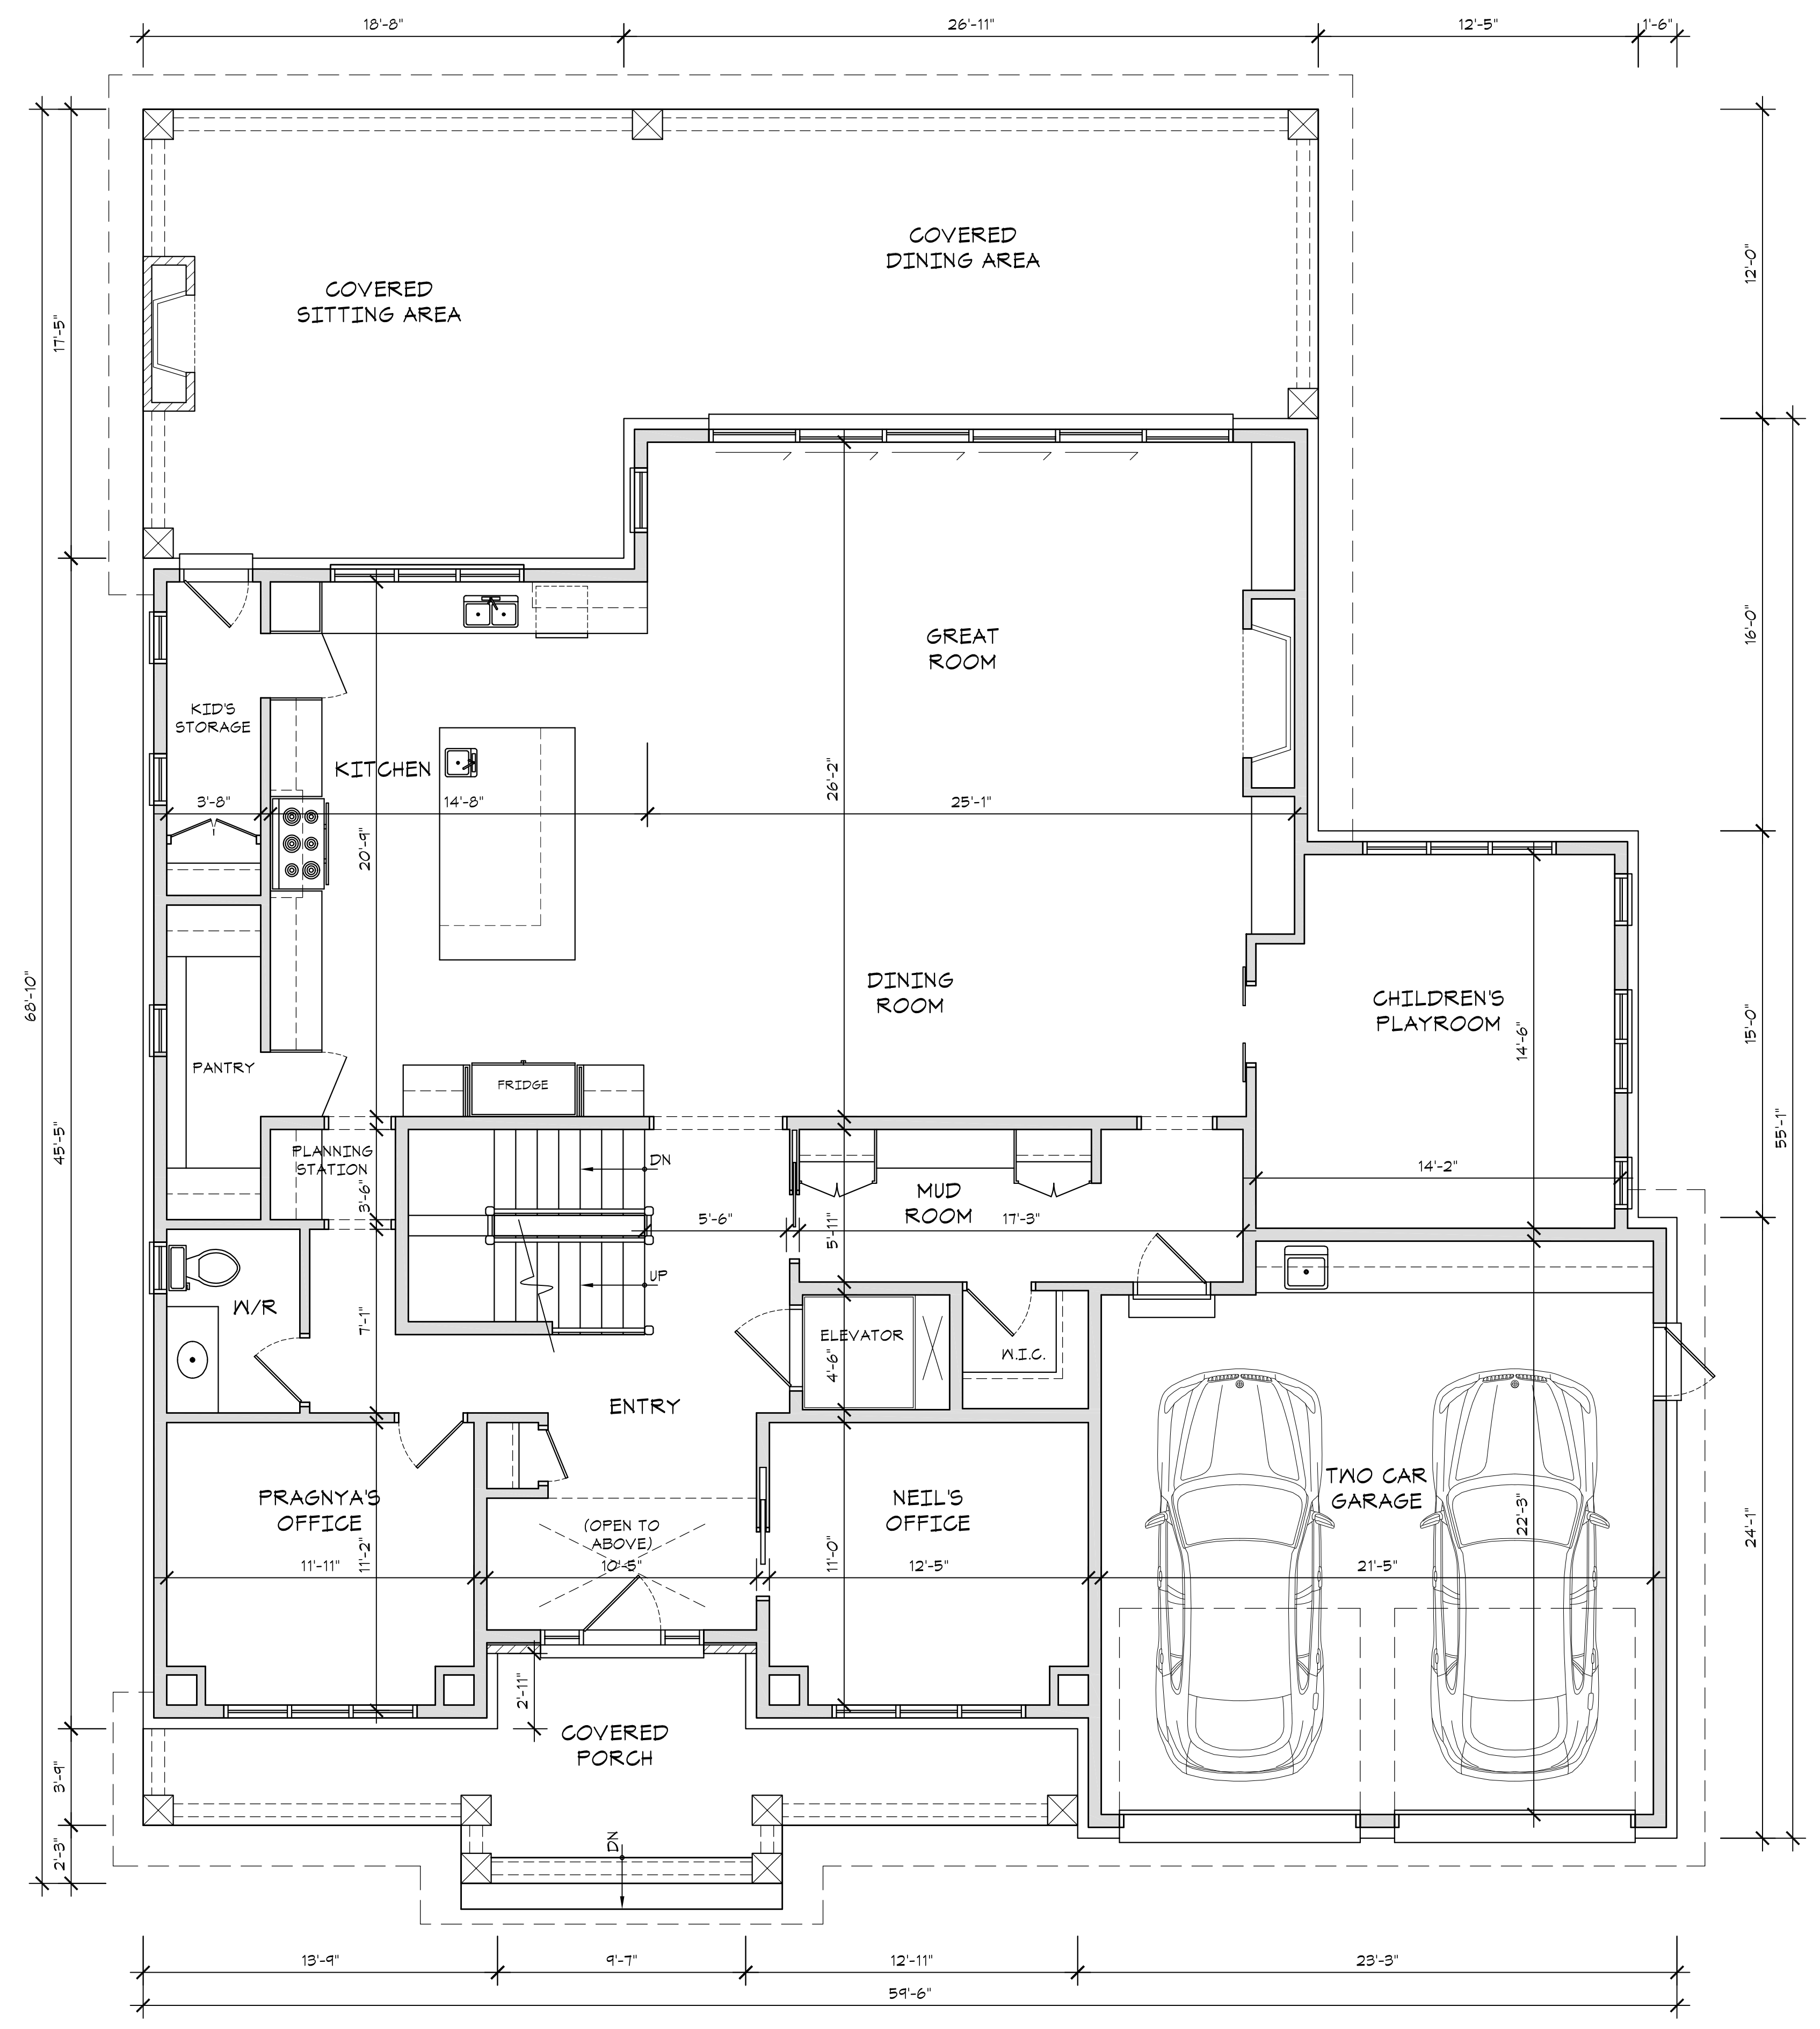 18'-8"
26'-11"
12'-5"
1'-6"
COVERED
DINING AREA
COVERED
SITTING AREA
12'-0"
17'-5"
GREAT
ROOM
16'-0"
KID'S
STORAGE
KITCHEN
26'-2"
3'-8"
14'-8"
25'-1"
20'-9"
68'-10"
DINING
ROOM
CHILDREN'S
PLAYROOM
15'-0"
14'-6"
PANTRY
FRIDGE
45'-5"
55'-1"
PLANNING
STATION
DN
14'-2"
3'-6"
MUD
ROOM
5'-6"
5'-11"
17'-3"
UP
W/R
7'-1"
ELEVATOR
4'-6"
W.I.C.
ENTRY
TWO CAR
GARAGE
PRAGNYA'S
OFFICE
NEIL'S
OFFICE
22'-3"
24'-1"
(OPEN TO
ABOVE)
11'-2"
11'-0"
11'-11"
10'-5"
12'-5"
21'-5"
2'-11"
COVERED
PORCH
3'-9"
DN
2'-3"
13'-9"
9'-7"
12'-11"
23'-3"
59'-6"